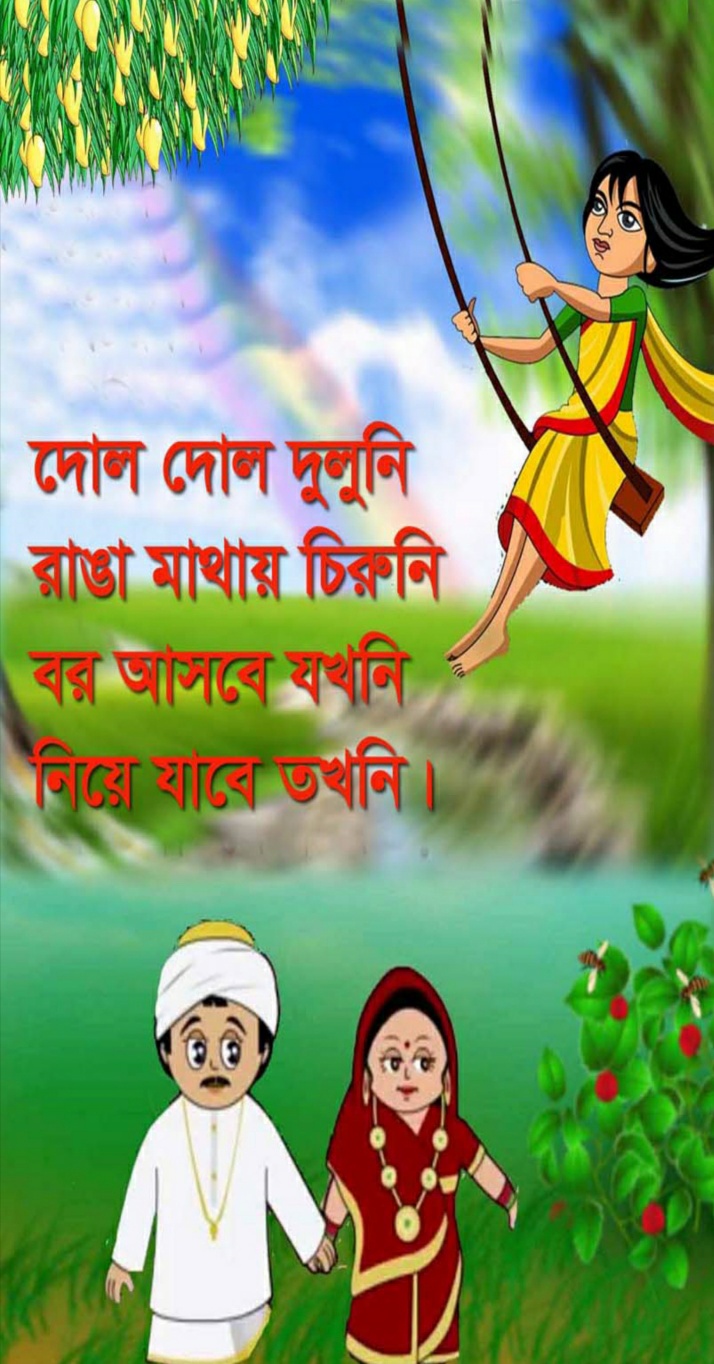 দোল দোল দুলুনি
রাঙা মাথায় চিরুনি
বর আসবে যখনি
নিয়ে যাবে তখনি।